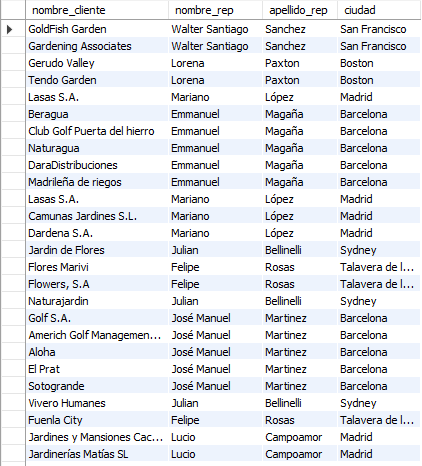 nombre_cliente nombre_rep apellido_rep ciudad
GoldFish Garden Walter Santiago Sanchez San Francisco
Gardening Associates Walter Santiago Sanchez San Francisco
Gerudo Valley Lorena Paxton Boston
Tendo Garden Lorena Paxton Boston
Lasas S.A. Mariano López Madrid
Beragua Emmanuel Magaña Barcelona
Club Golf Puerta del hierro Emmanuel Magaña Barcelona
Naturagua Emmanuel Magaña Barcelona
DaraDistribuciones Emmanuel Magaña Barcelona
Madrileña de riegos Emmanuel Magaña Barcelona
Lasas S.A. Mariano López Madrid
Camunas Jardines S.L. Mariano López Madrid
Dardena S.A. Mariano López Madrid
Jardin de Flores Julian Bellinelli Sydney
Flores Marivi Felipe Rosas Talavera de l...
Flowers, S.A Felipe Rosas Talavera de l...
Naturajardin Julian Bellinelli Sydney
Golf S.A. José Manuel Martinez Barcelona
Americh Golf Managemen... José Manuel Martinez Barcelona
Aloha José Manuel Martinez Barcelona
El Prat José Manuel Martinez Barcelona
Sotogrande José Manuel Martinez Barcelona
Vivero Humanes Julian Bellinelli Sydney
Fuenla City Felipe Rosas Talavera de l...
Jardines y Mansiones Cac... Lucio Campoamor Madrid
Jardinerías Matías SL Lucio Campoamor Madrid